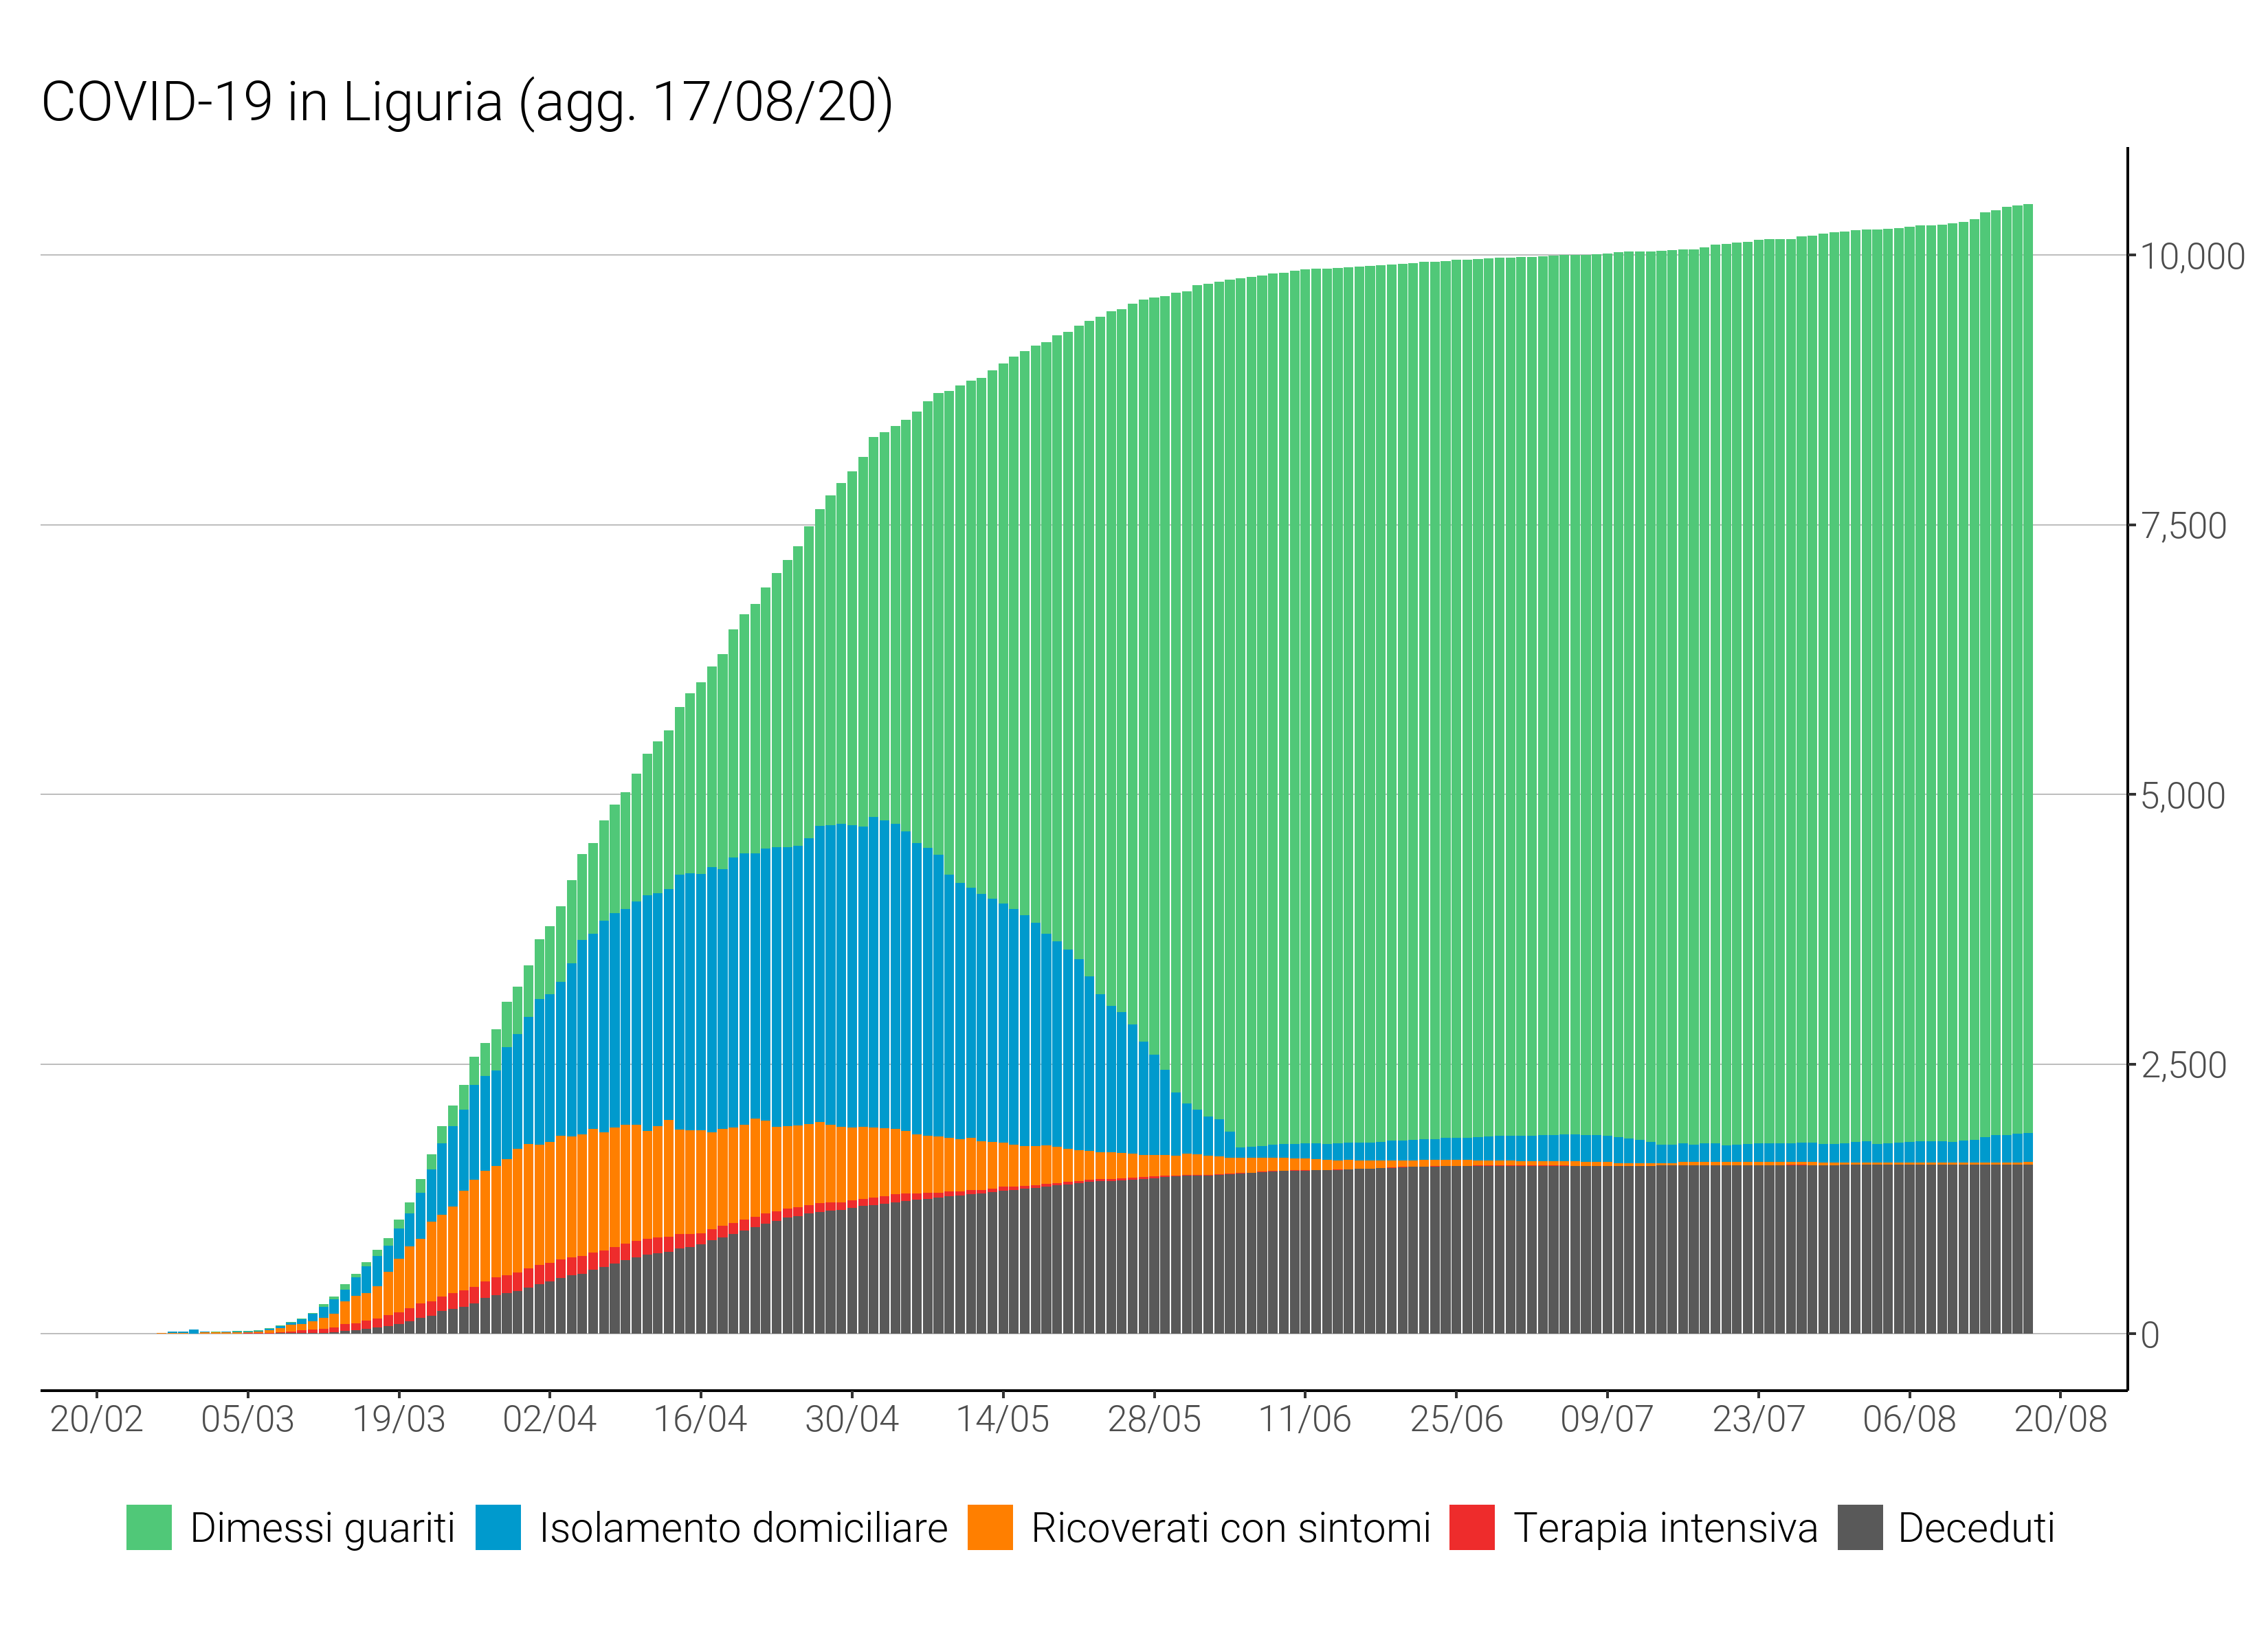 COVID-19 in Liguria (agg. 17/08/20)
10,000
7,500
5,000
2,500
0
20/02 05/03 19/03 02/04 16/04 30/04 14/05 28/05 11/06 25/06 09/07 23/07 06/08 20/08
Dimessi guariti Isolamento domiciliare Ricoverati con sintomi Terapia intensiva Deceduti